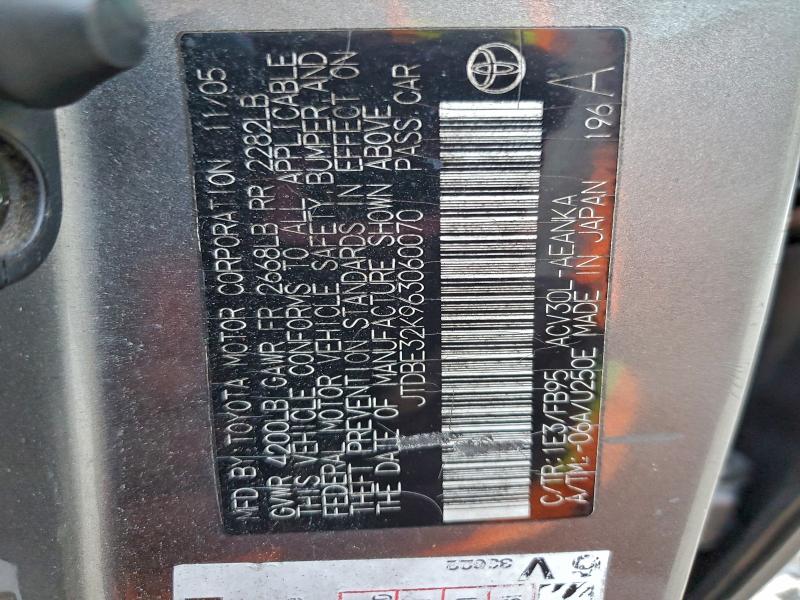 MFD BY: TOYOTA MOTOR CORPORATION 11/05
GVWR 4200LB GAWR FR 2668LB RR 2282LB
THIS VEHICLE CONFORMS TO ALL APPLICABLE
FEDERAL MOTOR VEHICLE SAFETY, BUMPER, AND
THEFT PREVENTION STANDARDS IN EFFECT ON
THE DATE OF MANUFACTURE SHOWN ABOVE.
JTDBE32K963060070 PASS. CAR
C/TR: 1E3/FB95 ACV30L-AEANKA 196A
A/TM: -06A/U250E MADE IN JAPAN
33622
V